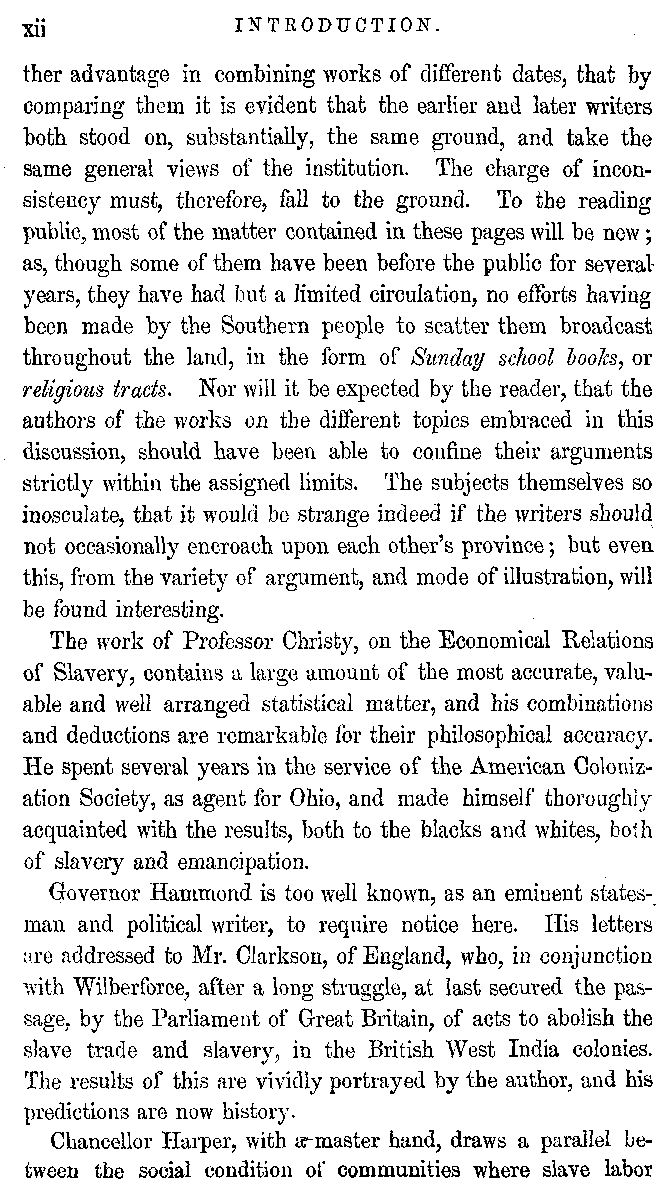 xii INTRODUCTION.
ther advantage in combining works of different dates, that by
comparing them it is evident that the earlier and later writers
both stood on, substantially, the same ground, and take the
same general views of the institution. The charge of incon-
sistency must, therefore, fall to the ground. To the reading
public, most of the matter contained in these pages will be new;
as, though some of them have been before the public for several
years, they have had but a limited circulation, no efforts having
been made by the Southern people to scatter them broadcast
throughout the land, in the form of Sunday school books, or
religious tracts. Nor will it be expected by the reader, that the
authors of the works on the different topics embraced in this
discussion, should have been able to confine their arguments
strictly within the assigned limits. The subjects themselves so
inosculate, that it would be strange indeed if the writers should
not occasionally encroach upon each other's province; but even
this, from the variety of argument, and mode of illustration, will
be found interesting.
The work of Professor Christy, on the Economical Relations
of Slavery, contains a large amount of the most accurate, valu-
able and well arranged statistical matter, and his combinations
and deductions are remarkable for their philosophical accuracy.
He spent several years in the service of the American Coloniz-
ation Society, as agent for Ohio, and made himself thoroughly
acquainted with the results, both to the blacks and whites, both
of slavery and emancipation.
Governor Hammond is too well known, as an eminent states-
man and political writer, to require notice here. His letters
are addressed to Mr. Clarkson, of England, who, in conjunction
with Wilberforce, after a long struggle, at last secured the pas-
sage, by the Parliament of Great Britain, of acts to abolish the
slave trade and slavery, in the British West India colonies.
The results of this are vividly portrayed by the author, and his
predictions are now history.
Chancellor Harper, with a master hand, draws a parallel be-
tween the social condition of communities where slave labor